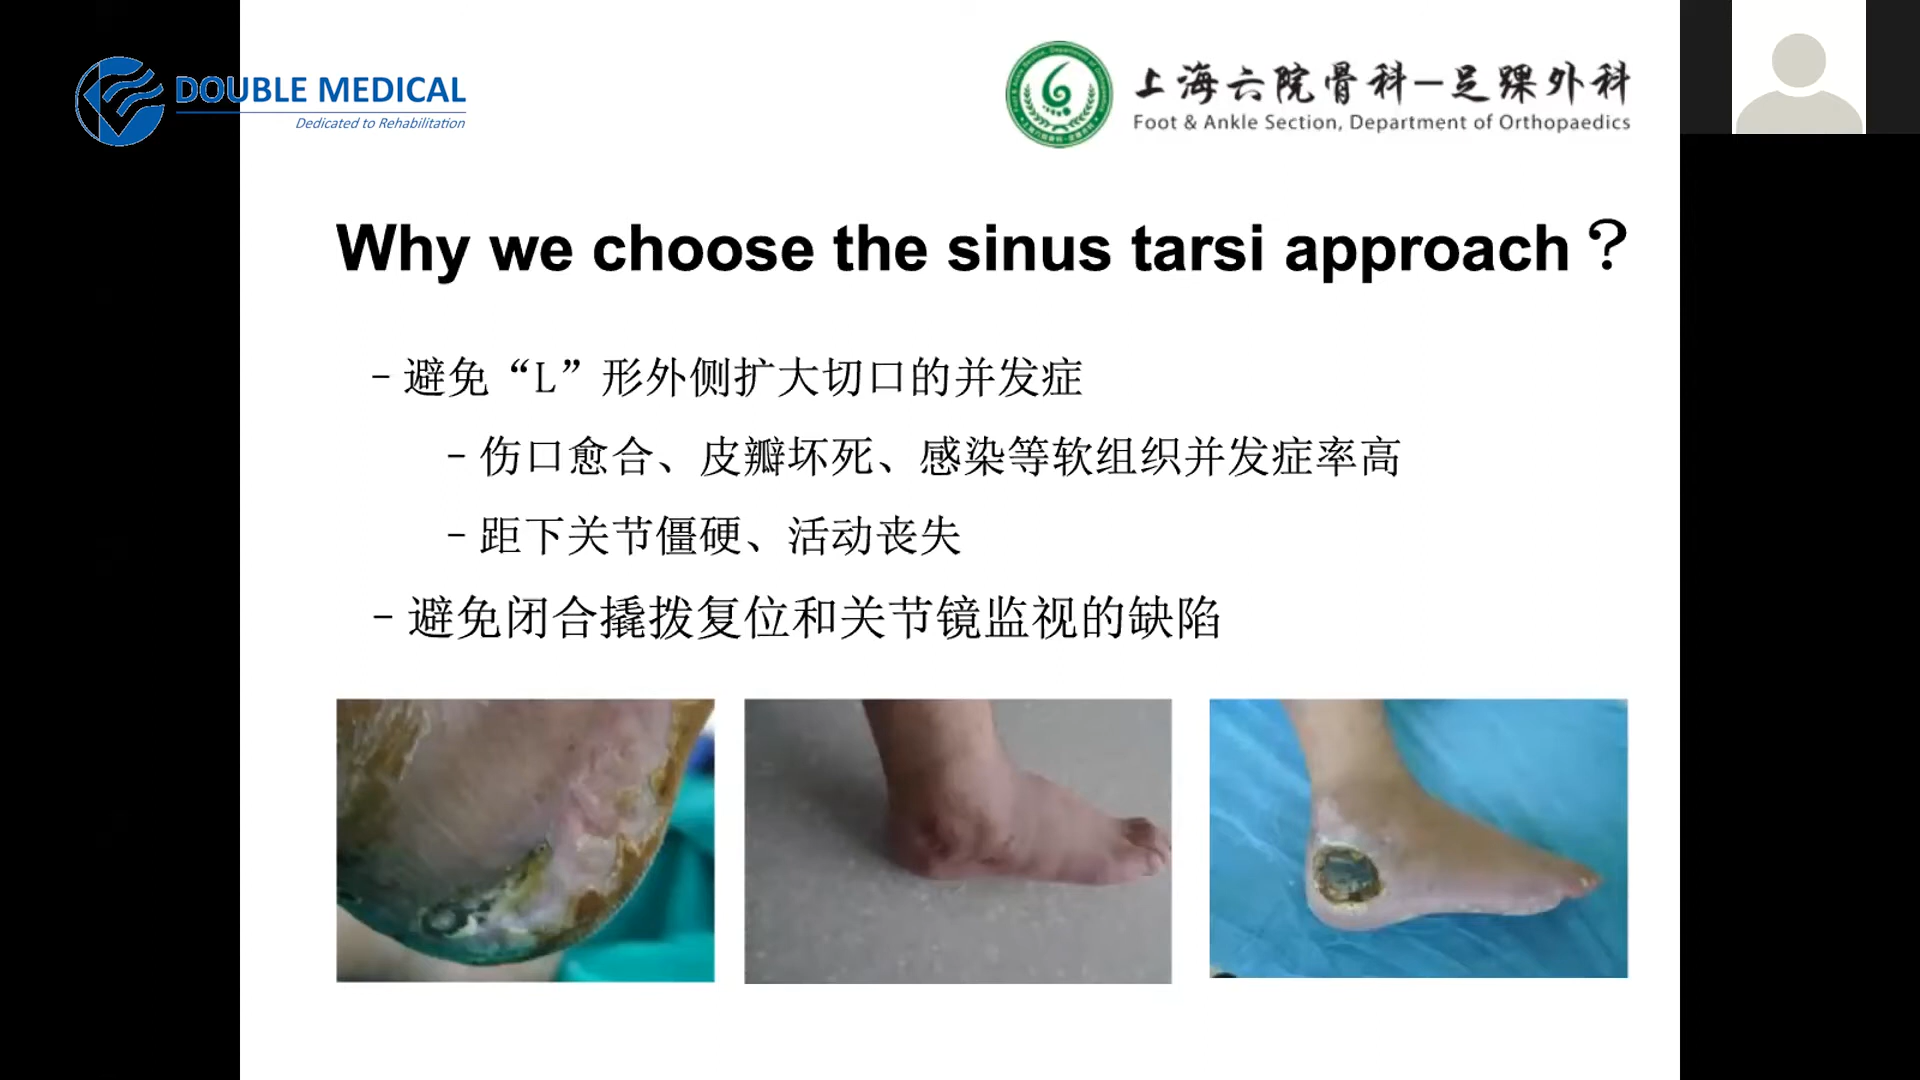 DOUBLE MEDICAL
Dedicated to Rehabilitation
上海六院骨科—足踝外科
Foot & Ankle Section, Department of Orthopaedics
Why we choose the sinus tarsi approach？
－避免“L”形外侧扩大切口的并发症
－伤口愈合、皮瓣坏死、感染等软组织并发症率高
－距下关节僵硬、活动丧失
－避免闭合撬拨复位和关节镜监视的缺陷